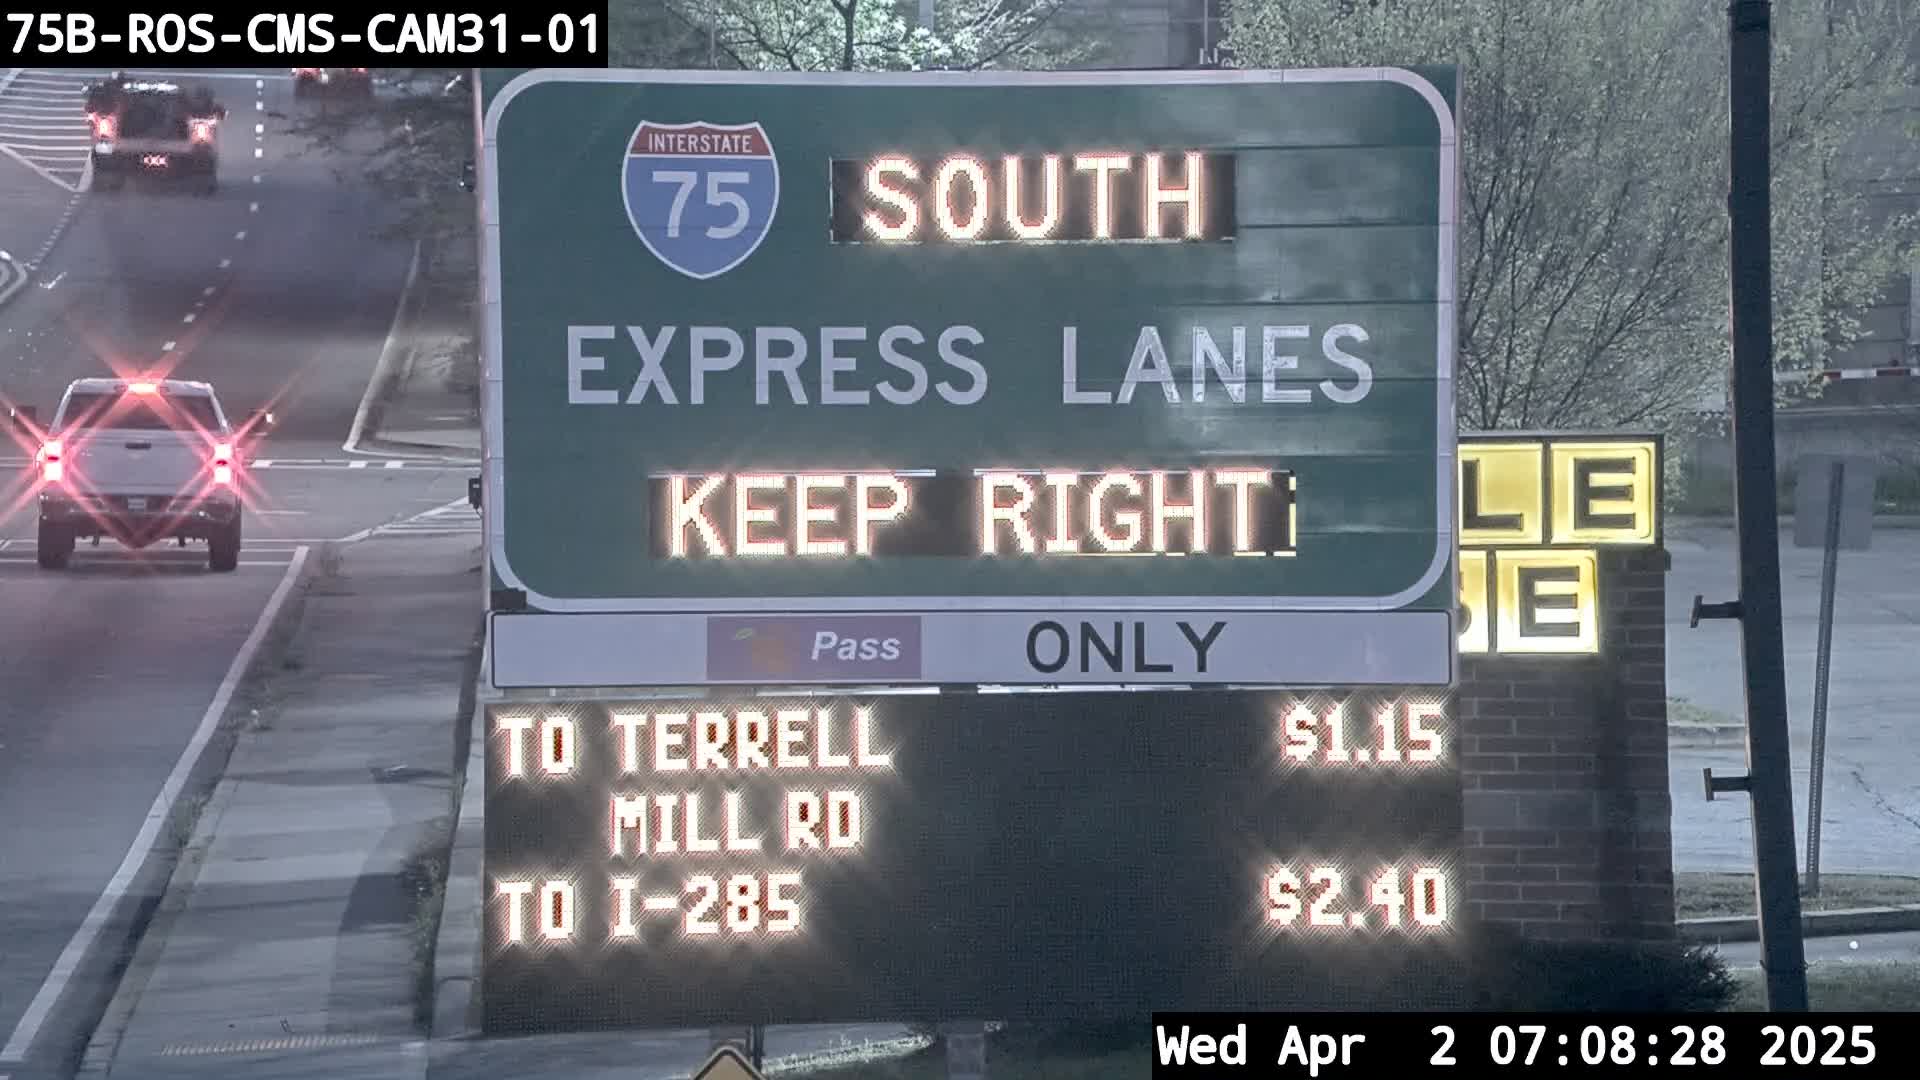 75B-ROS-CMS-CAM31-01
INTERSTATE
75
SOUTH
EXPRESS LANES
KEEP RIGHT
Pass ONLY
LE
E
TO TERRELL $1.15
MILL RD
TO I-285 $2.40
Wed Apr 2 07:08:28 2025